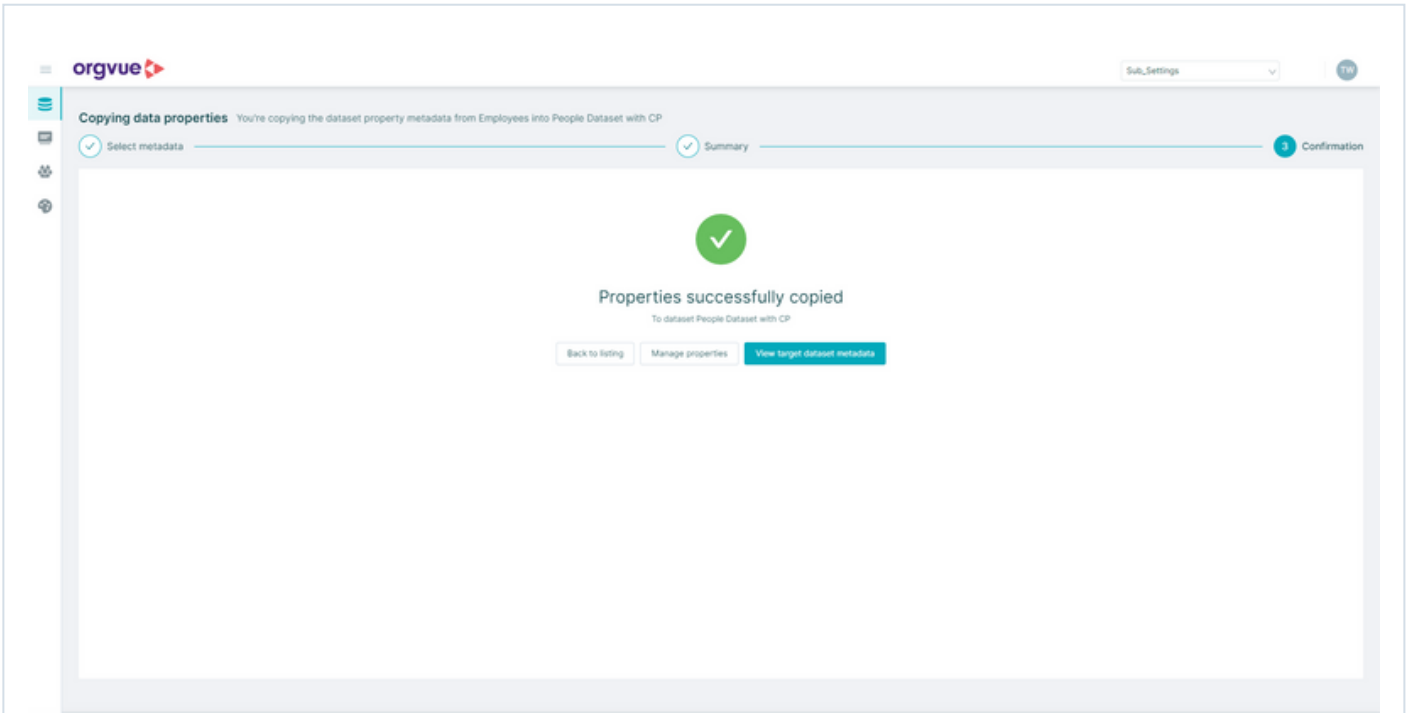 orgvue
Sub_Settings
TW
Copying data properties You're copying the dataset property metadata from Employees into People Dataset with CP
Select metadata Summary 3 Confirmation
Properties successfully copied
To dataset People Dataset with CP
Back to listing Manage properties View target dataset metadata